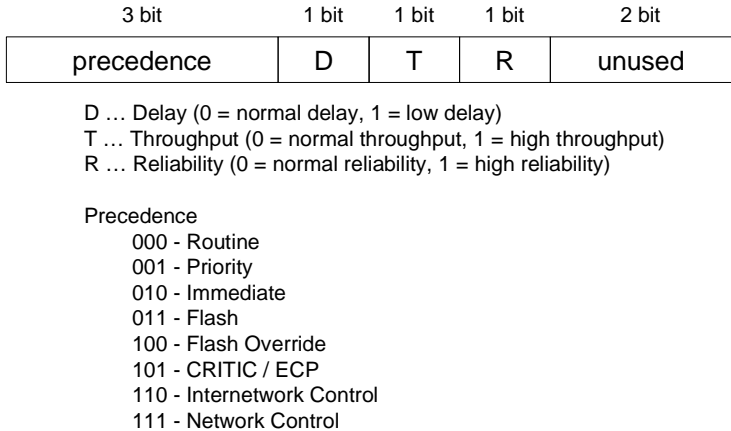 3 bit 1 bit 1 bit 1 bit 2 bit
precedence D T R unused
D … Delay (0 = normal delay, 1 = low delay)
T … Throughput (0 = normal throughput, 1 = high throughput)
R … Reliability (0 = normal reliability, 1 = high reliability)
Precedence
000 - Routine
001 - Priority
010 - Immediate
011 - Flash
100 - Flash Override
101 - CRITIC / ECP
110 - Internetwork Control
111 - Network Control